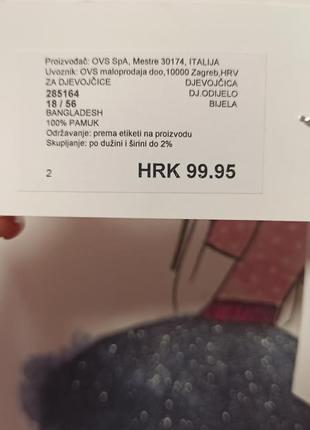 Proizvođač: OVS SpA, Mestre 30174, ITALIJA
Uvoznik: OVS maloprodaja doo,10000 Zagreb,HRV
ZA DJEVOJČICE DJEVOJČICA
285164 DJ.ODIJELO
18 / 56 BIJELA
BANGLADESH
100% PAMUK
Održavanje: prema etiketi na proizvodu
Skupljanje: po dužini i širini do 2%
2 HRK 99.95